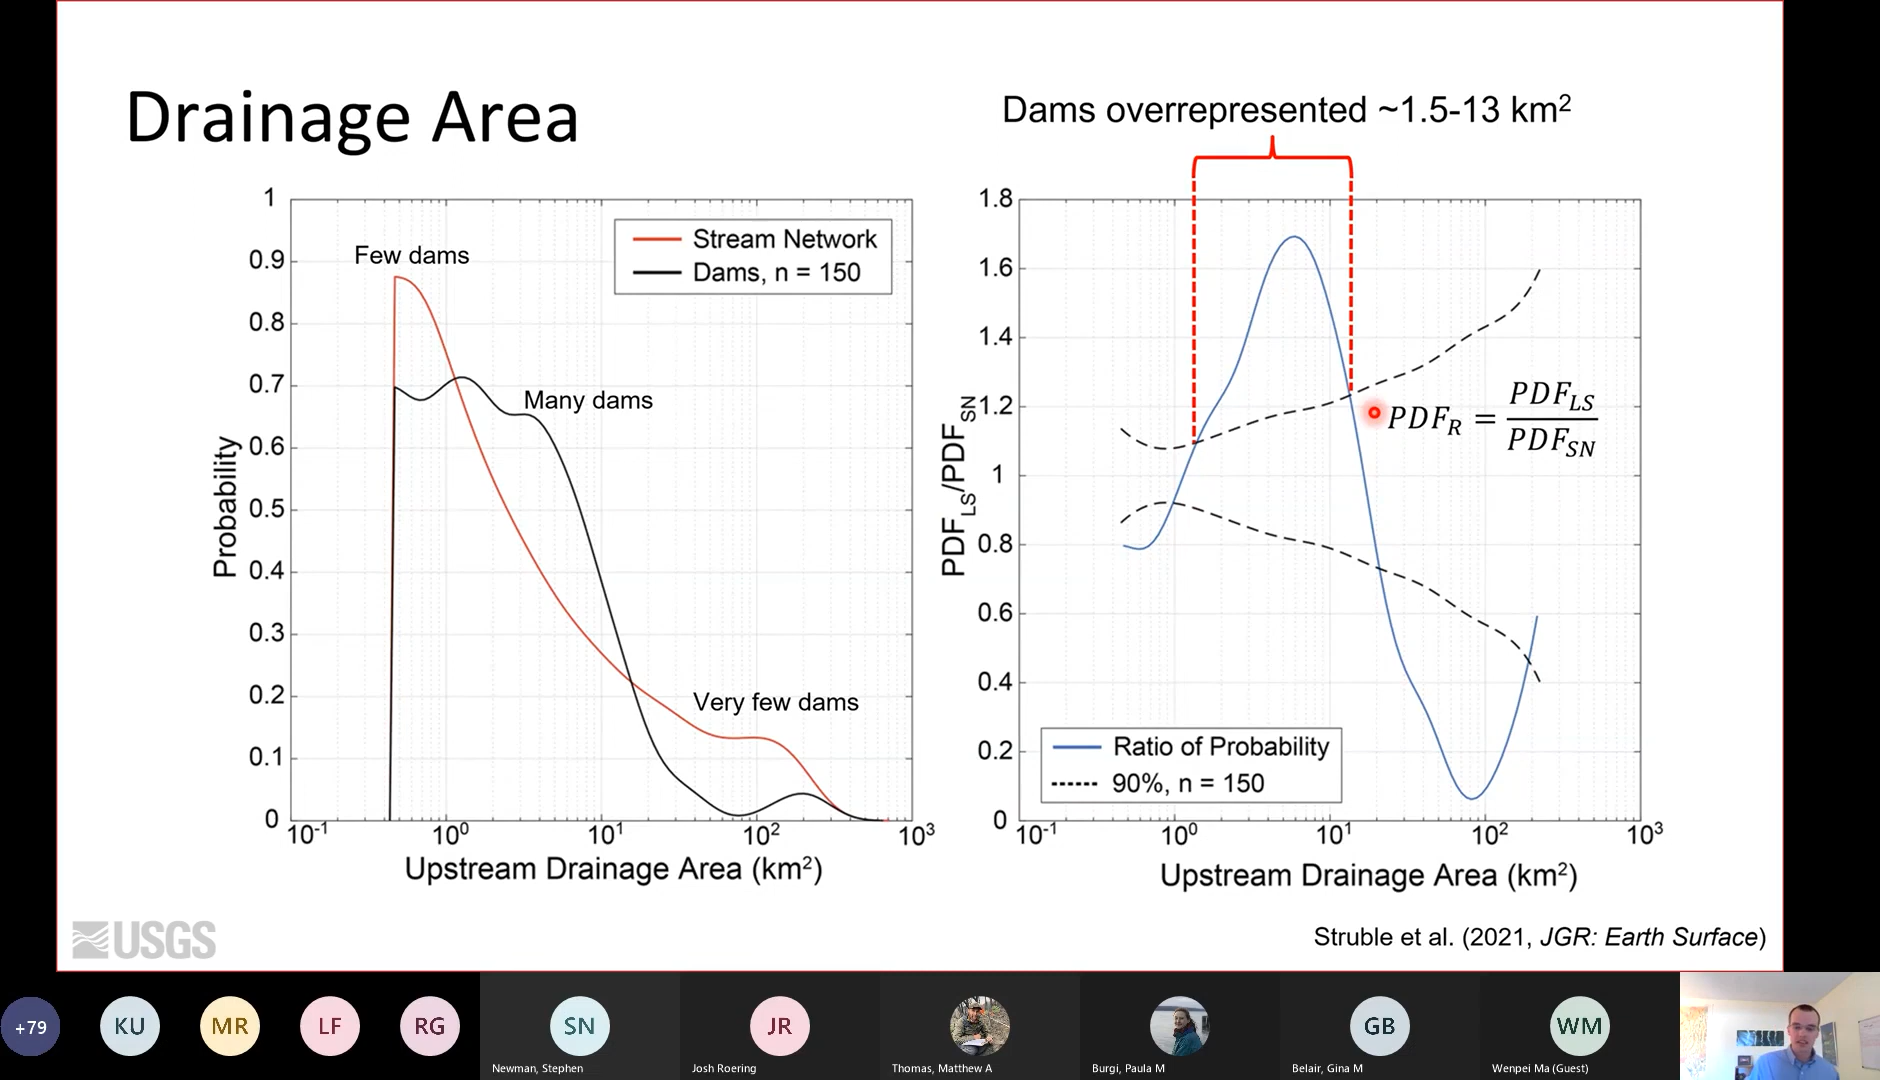 Drainage Area
Dams overrepresented ~1.5-13 km²
1
0.9
0.8
0.7
0.6
0.5
0.4
0.3
0.2
0.1
0
Probability
Few dams
Many dams
Very few dams
Stream Network
Dams, n = 150
10⁻¹
10⁰
10¹
10²
10³
Upstream Drainage Area (km²)
1.8
1.6
1.4
1.2
1
0.8
0.6
0.4
0.2
0
PDF_LS/PDF_SN
PDF_R = PDF_LS / PDF_SN
Ratio of Probability
90%, n = 150
10⁻¹
10⁰
10¹
10²
10³
Upstream Drainage Area (km²)
USGS
Struble et al. (2021, JGR: Earth Surface)
+79
KU
MR
LF
RG
SN
Newman, Stephen
JR
Josh Roering
Thomas, Matthew A
Burgi, Paula M
GB
Belair, Gina M
WM
Wenpei Ma (Guest)